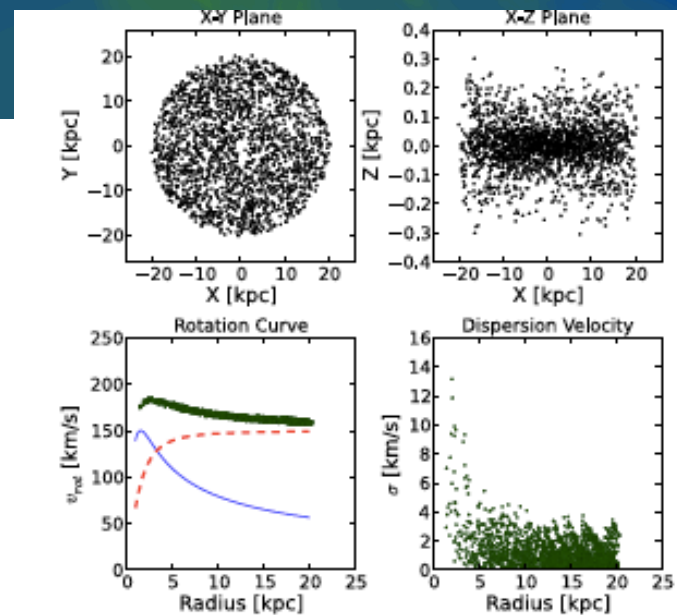 X-Y Plane
Y [kpc]
20
10
0
−10
−20
−20 −10 0 10 20
X [kpc]
X-Z Plane
Z [kpc]
0.4
0.3
0.2
0.1
0.0
−0.1
−0.2
−0.3
−0.4
−20 −10 0 10 20
X [kpc]
Rotation Curve
v_rot [km/s]
250
200
150
100
50
0
0 5 10 15 20 25
Radius [kpc]
Dispersion Velocity
σ [km/s]
16
14
12
10
8
6
4
2
0
0 5 10 15 20 25
Radius [kpc]